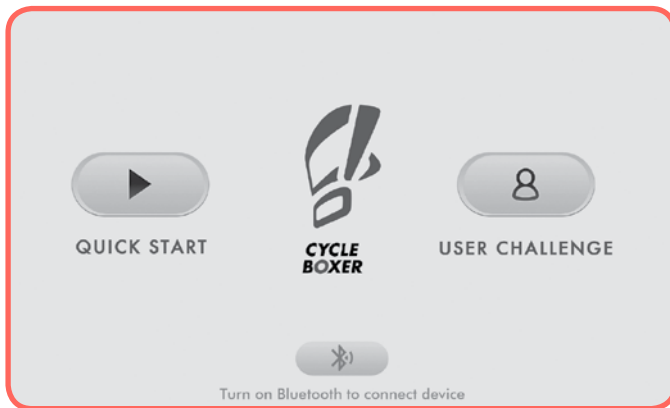 QUICK START
CYCLE
BOXER
USER CHALLENGE
Turn on Bluetooth to connect device